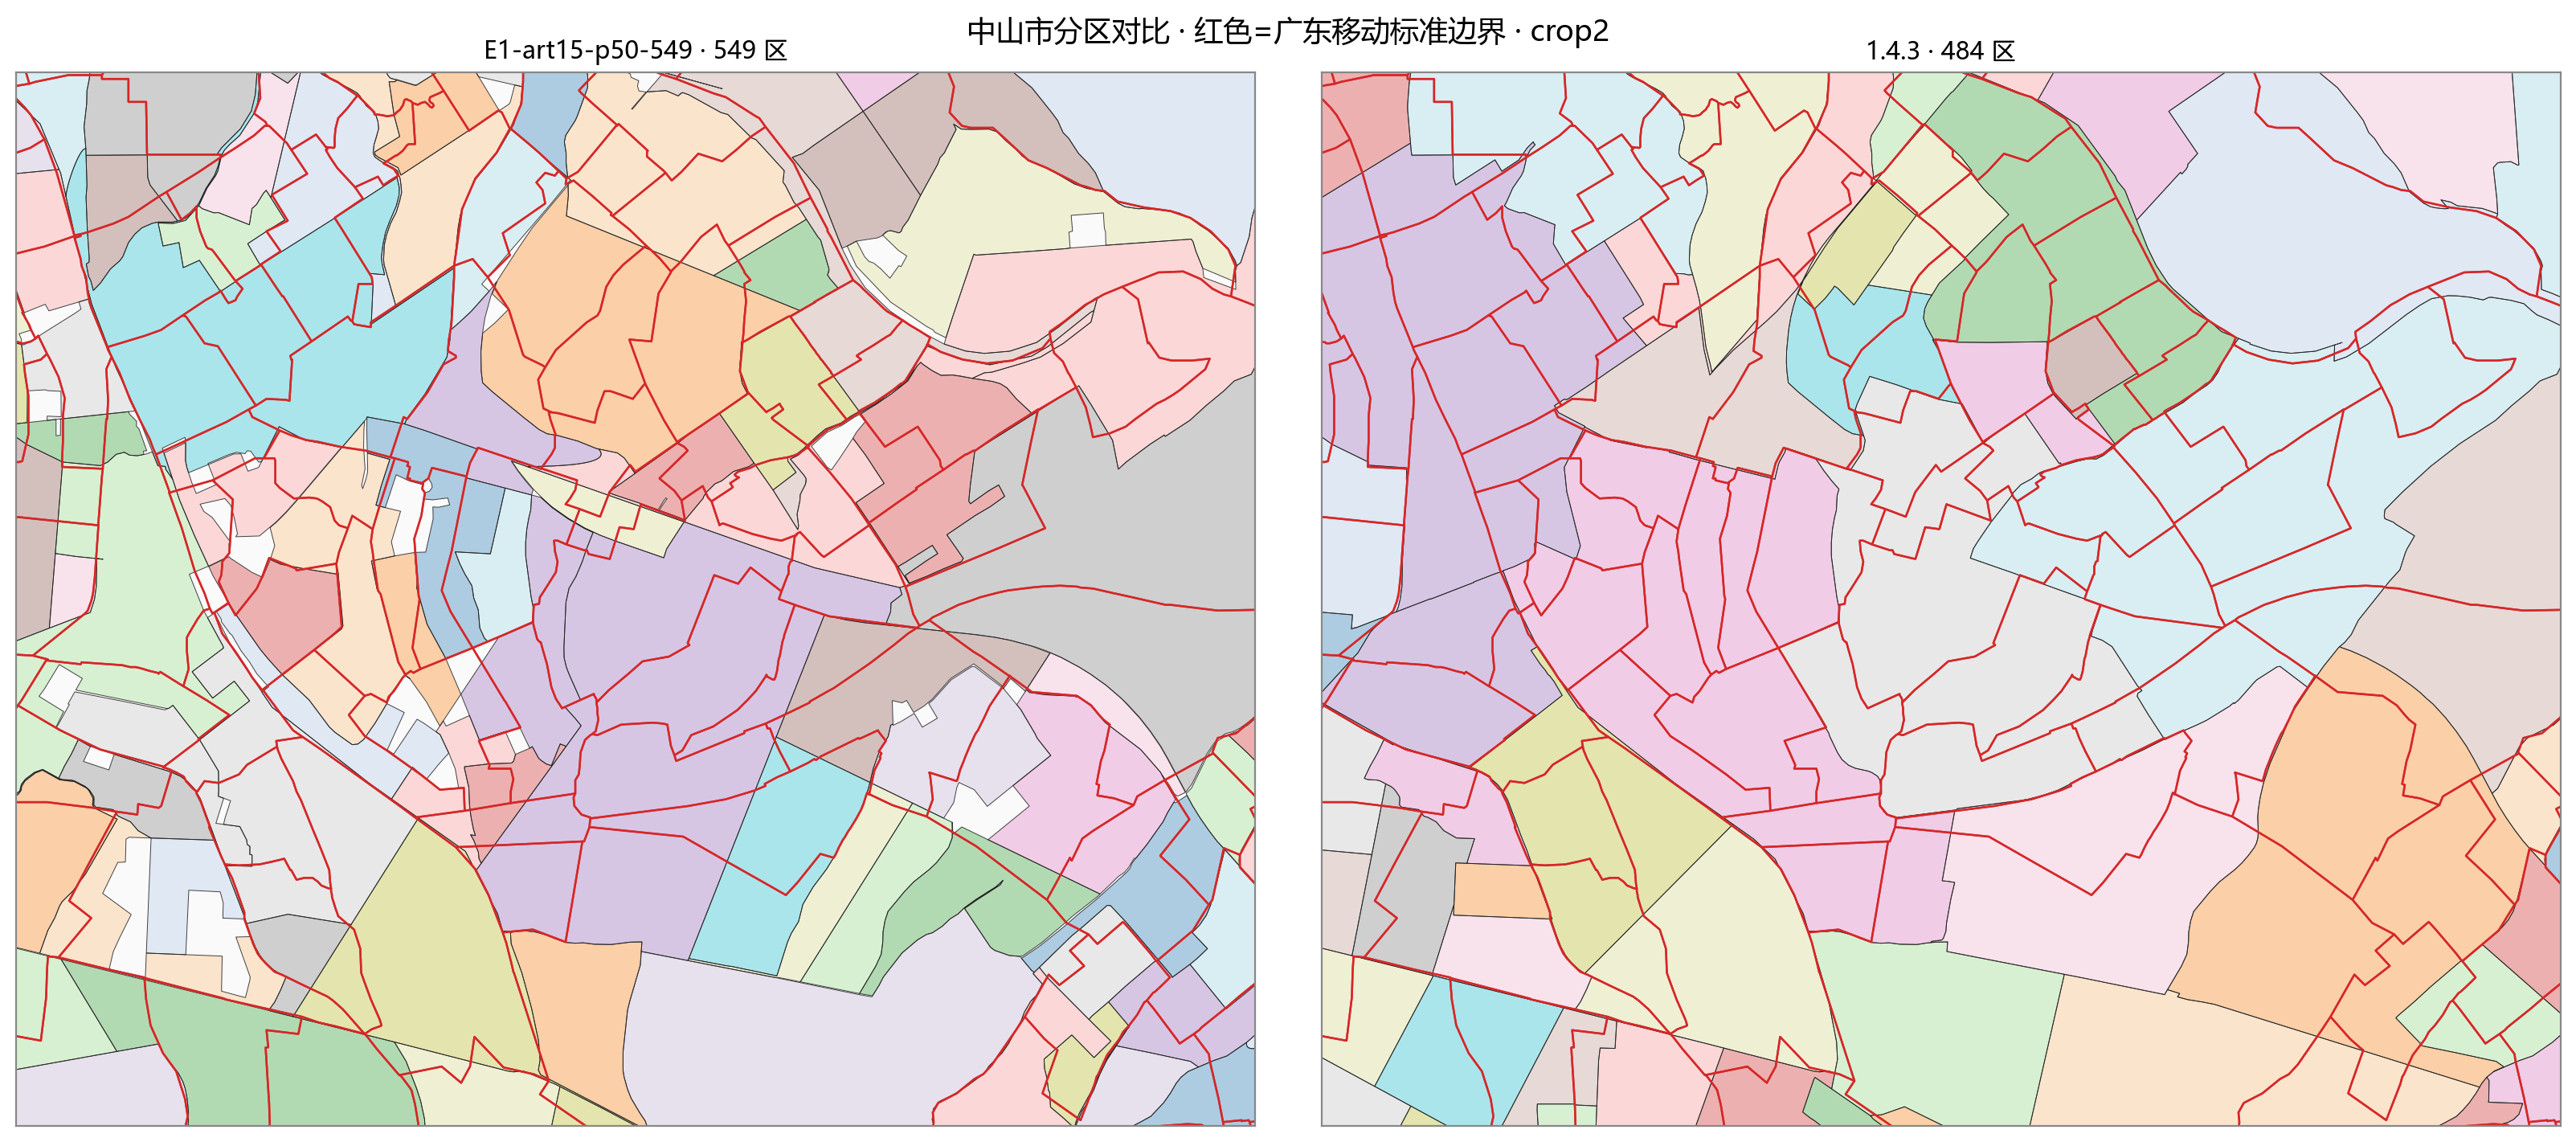 中山市分区对比 · 红色=广东移动标准边界 · crop2
E1-art15-p50-549 · 549 区
1.4.3 · 484 区